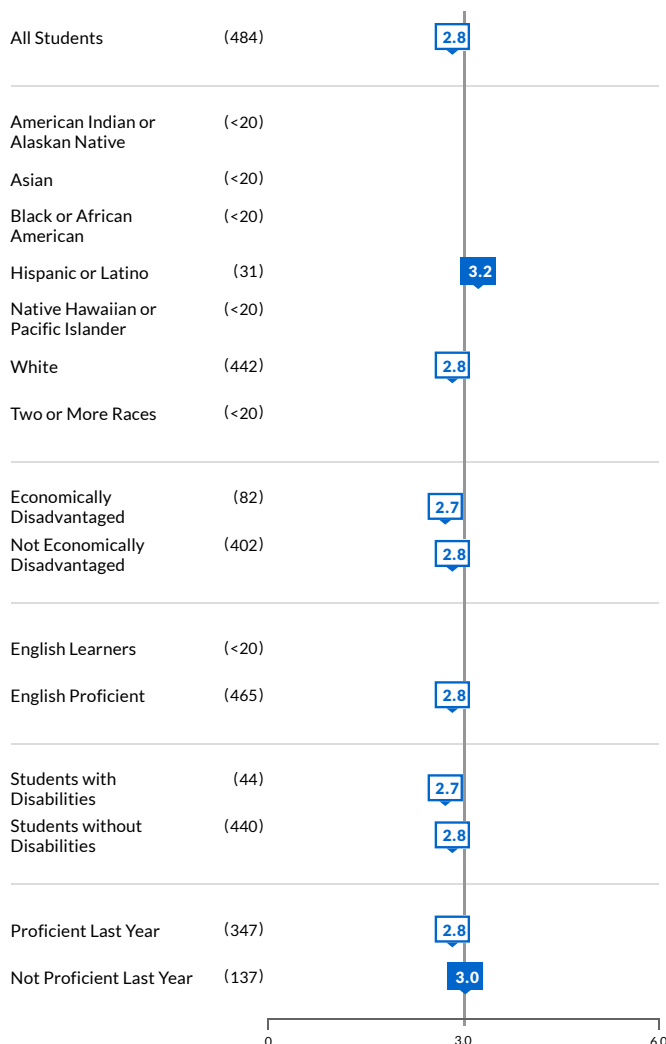 All Students (484) 2.8
American Indian or (<20)
Alaskan Native
Asian (<20)
Black or African (<20)
American
Hispanic or Latino (31) 3.2
Native Hawaiian or (<20)
Pacific Islander
White (442) 2.8
Two or More Races (<20)
Economically (82) 2.7
Disadvantaged
Not Economically (402) 2.8
Disadvantaged
English Learners (<20)
English Proficient (465) 2.8
Students with (44) 2.7
Disabilities
Students without (440) 2.8
Disabilities
Proficient Last Year (347) 2.8
Not Proficient Last Year (137) 3.0
0 3.0 6.0